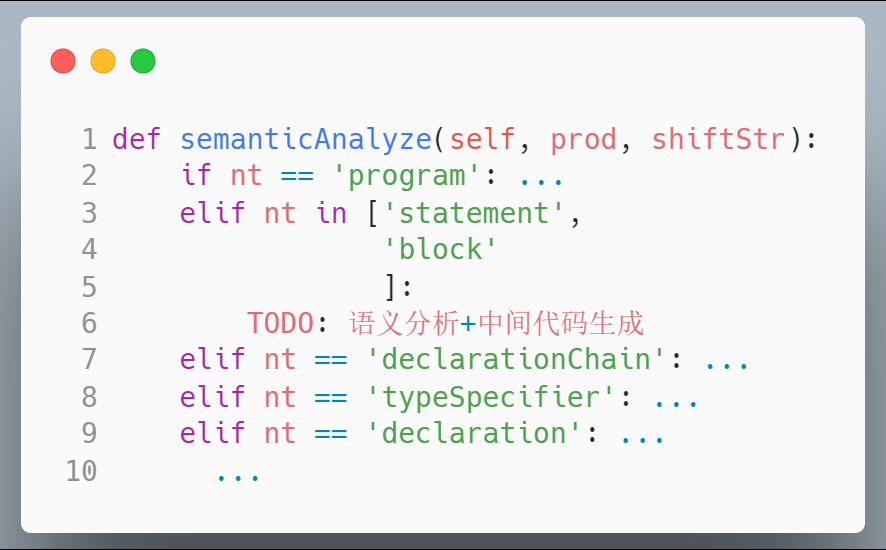 1 def semanticAnalyze(self, prod, shiftStr):
2     if nt == 'program': ...
3     elif nt in ['statement',
4                 'block'
5                 ]:
6         TODO: 语义分析+中间代码生成
7     elif nt == 'declarationChain': ...
8     elif nt == 'typeSpecifier': ...
9     elif nt == 'declaration': ...
10       ...